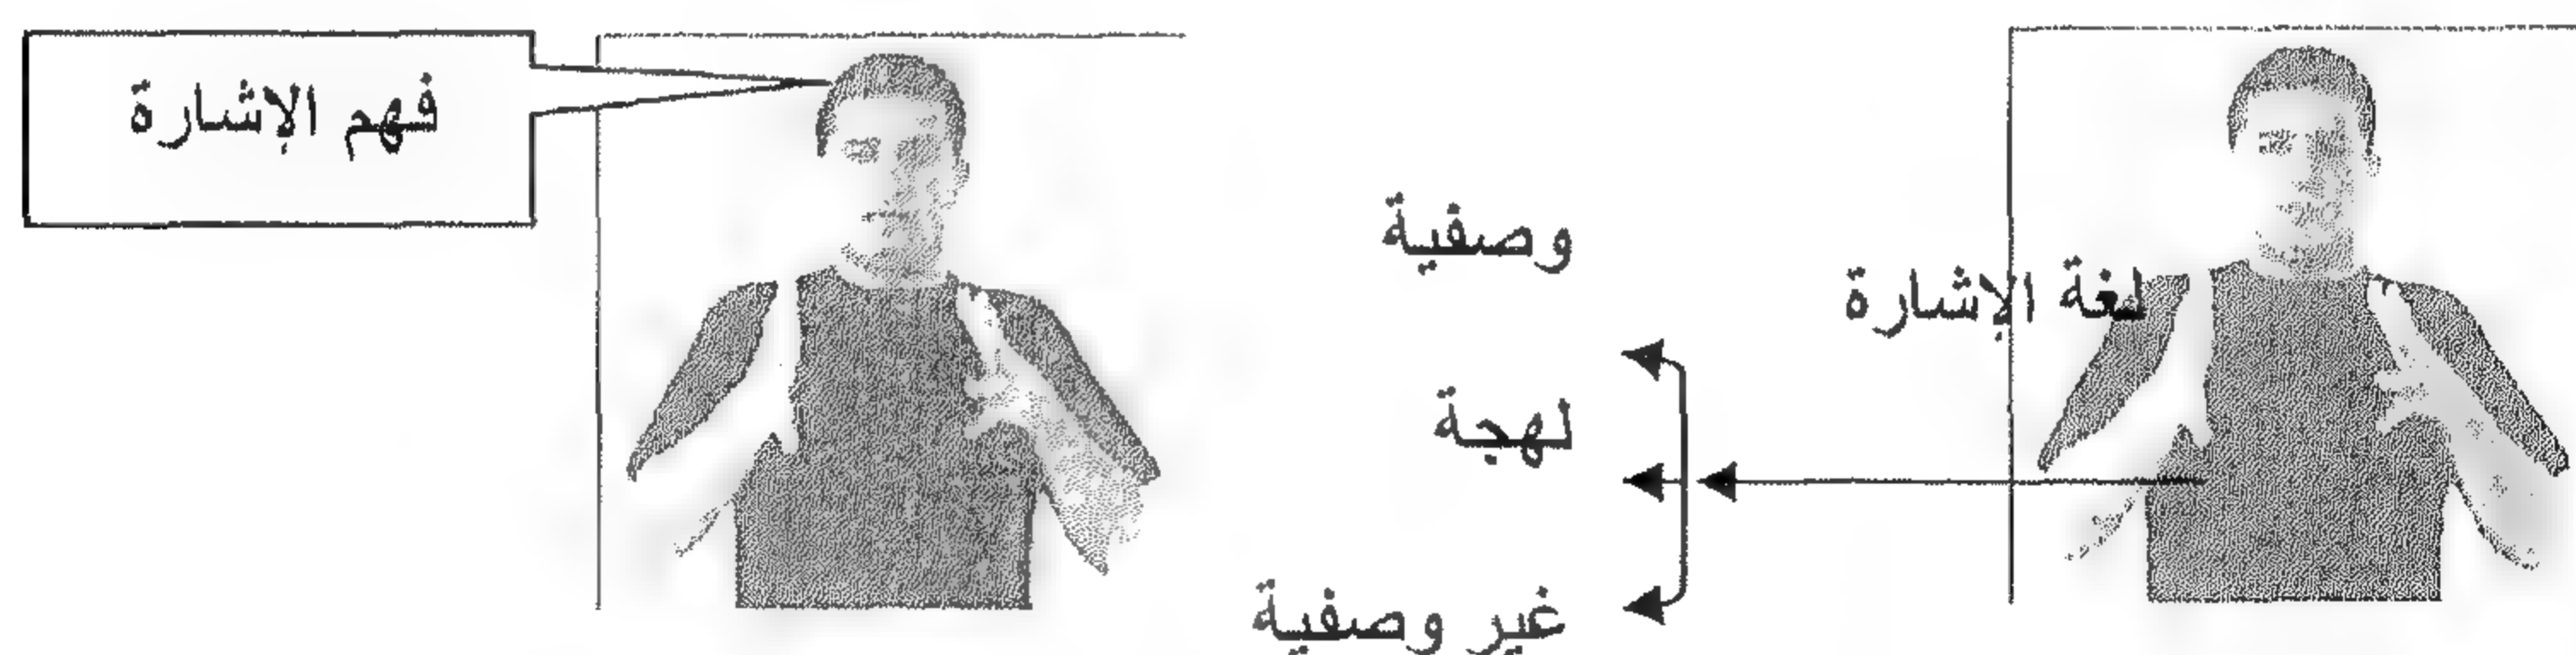 فهم الإشارة
وصفية
لغة الإشارة
لهجة
غير وصفية